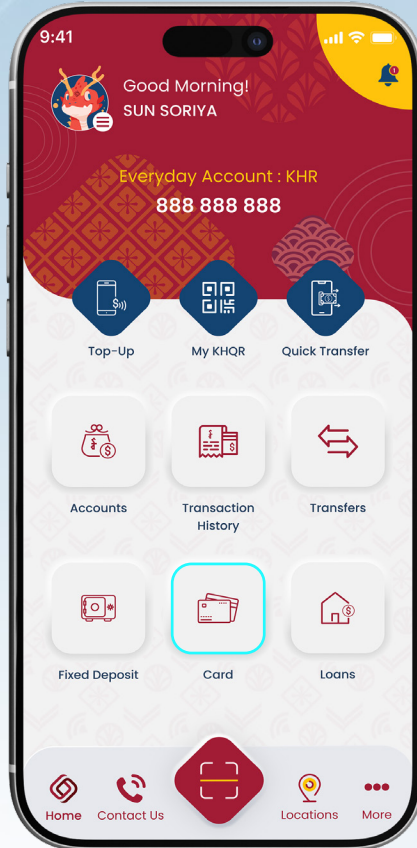 9:41
Good Morning!
SUN SORIYA
Everyday Account : KHR
888 888 888
Top-Up
My KHQR
Quick Transfer
Accounts
Transaction
History
Transfers
Fixed Deposit
Card
Loans
Home
Contact Us
Locations
More